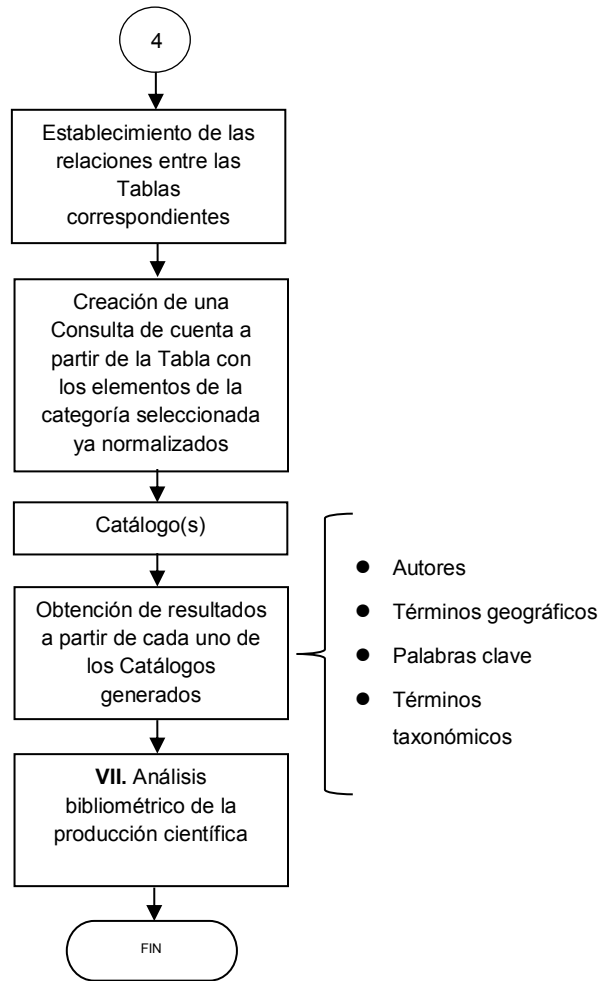 4
Establecimiento de las
relaciones entre las
Tablas
correspondientes
Creación de una
Consulta de cuenta a
partir de la Tabla con
los elementos de la
categoría seleccionada
ya normalizados
Catálogo(s)
Obtención de resultados
a partir de cada uno de
los Catálogos
generados
● Autores
● Términos geográficos
● Palabras clave
● Términos
taxonómicos
VII. Análisis
bibliométrico de la
producción científica
FIN